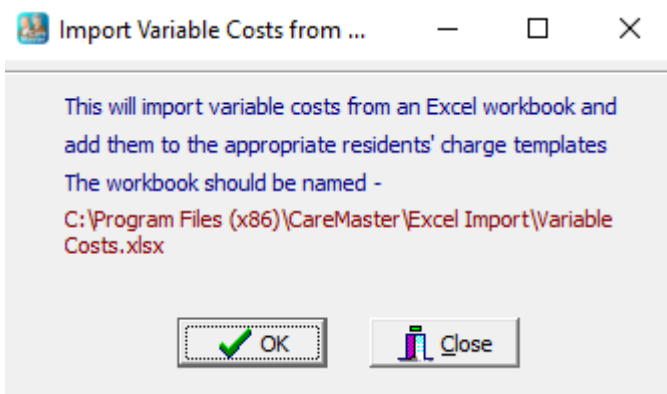 Import Variable Costs from ...
This will import variable costs from an Excel workbook and
add them to the appropriate residents' charge templates
The workbook should be named -
C:\Program Files (x86)\CareMaster\Excel Import\Variable
Costs.xlsx
OK
Close